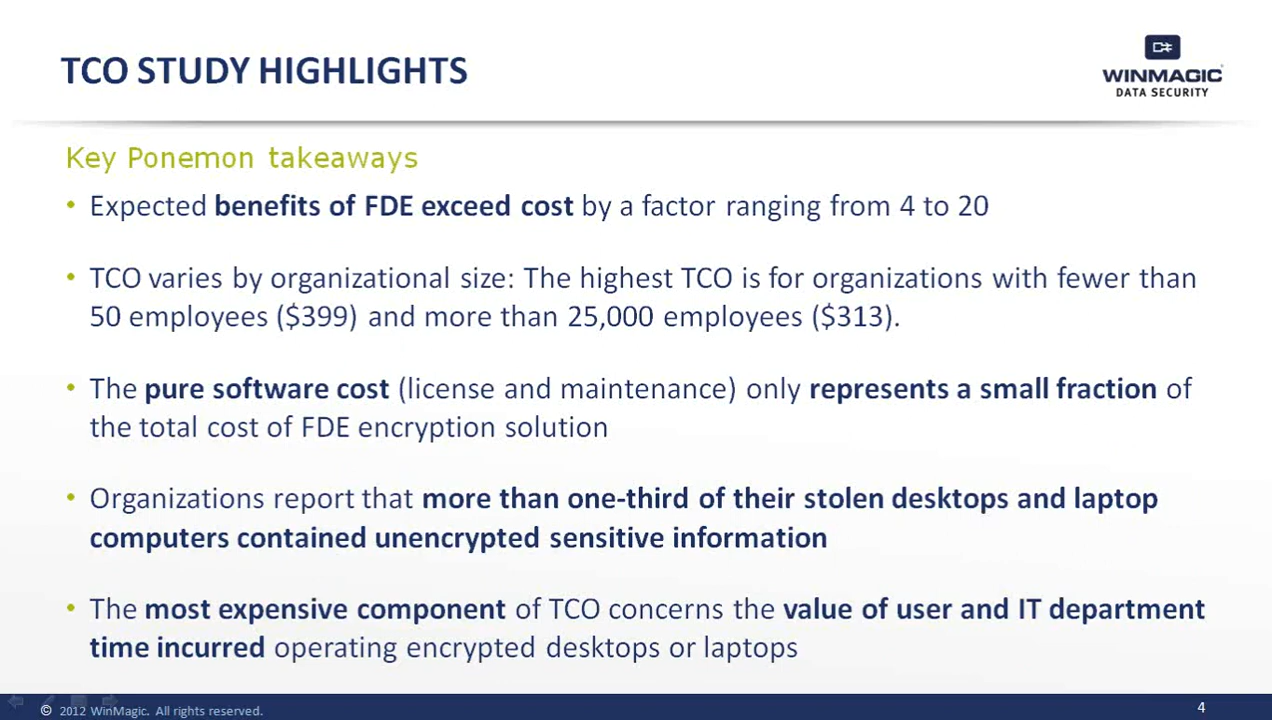 TCO STUDY HIGHLIGHTS
WINMAGIC
DATA SECURITY
Key Ponemon takeaways
• Expected benefits of FDE exceed cost by a factor ranging from 4 to 20
• TCO varies by organizational size: The highest TCO is for organizations with fewer than
50 employees ($399) and more than 25,000 employees ($313).
• The pure software cost (license and maintenance) only represents a small fraction of
the total cost of FDE encryption solution
• Organizations report that more than one-third of their stolen desktops and laptop
computers contained unencrypted sensitive information
• The most expensive component of TCO concerns the value of user and IT department
time incurred operating encrypted desktops or laptops
© 2012 WinMagic. All rights reserved.
4